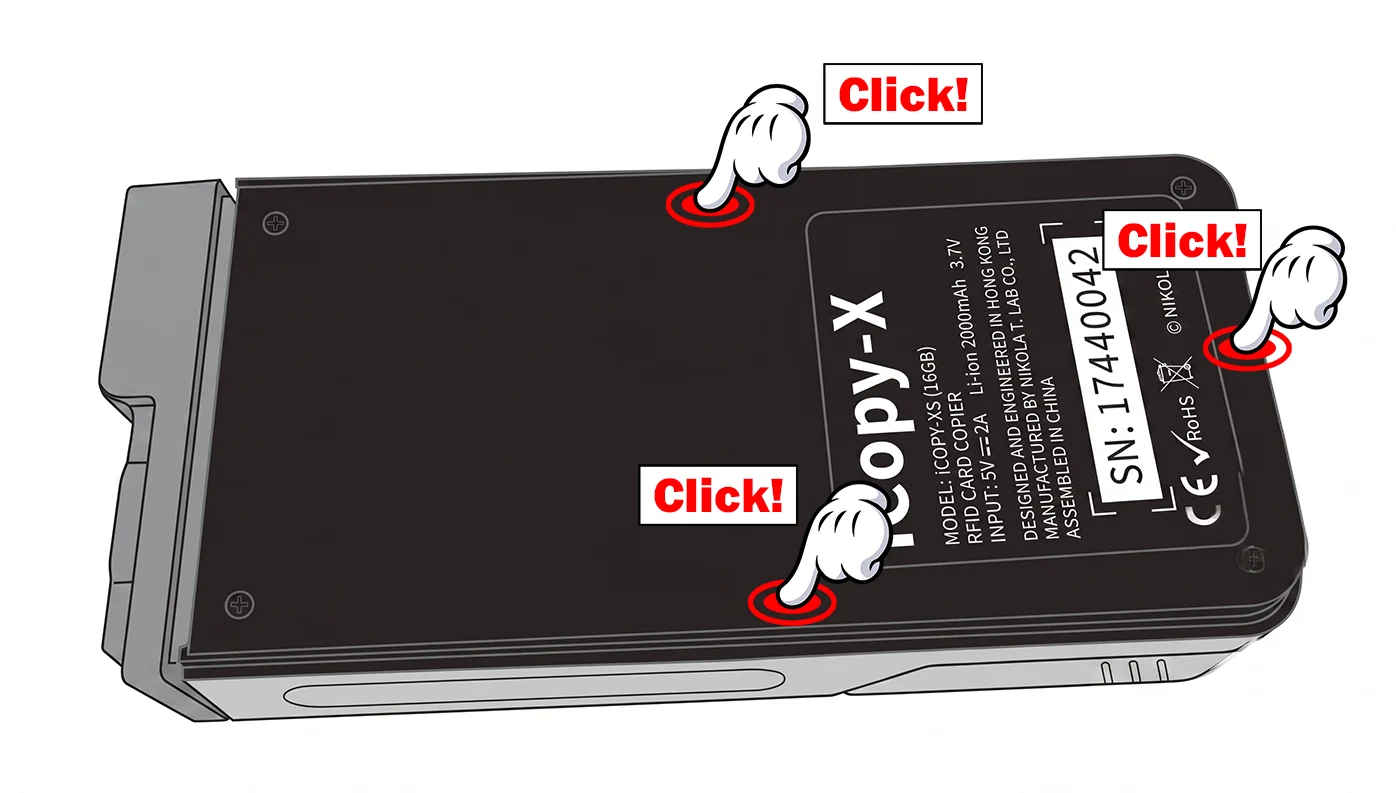 Click!
Click!
Click!
iCopy-X
MODEL: iCOPY-XS (16GB)
RFID CARD COPIER
INPUT: 5V ⎓ 2A Li-ion 2000mAh 3.7V
DESIGNED AND ENGINEERED IN HONG KONG
MANUFACTURED BY NIKOLA T. LAB CO., LTD
ASSEMBLED IN CHINA
SN:17440042
CE RoHS © NIKOL